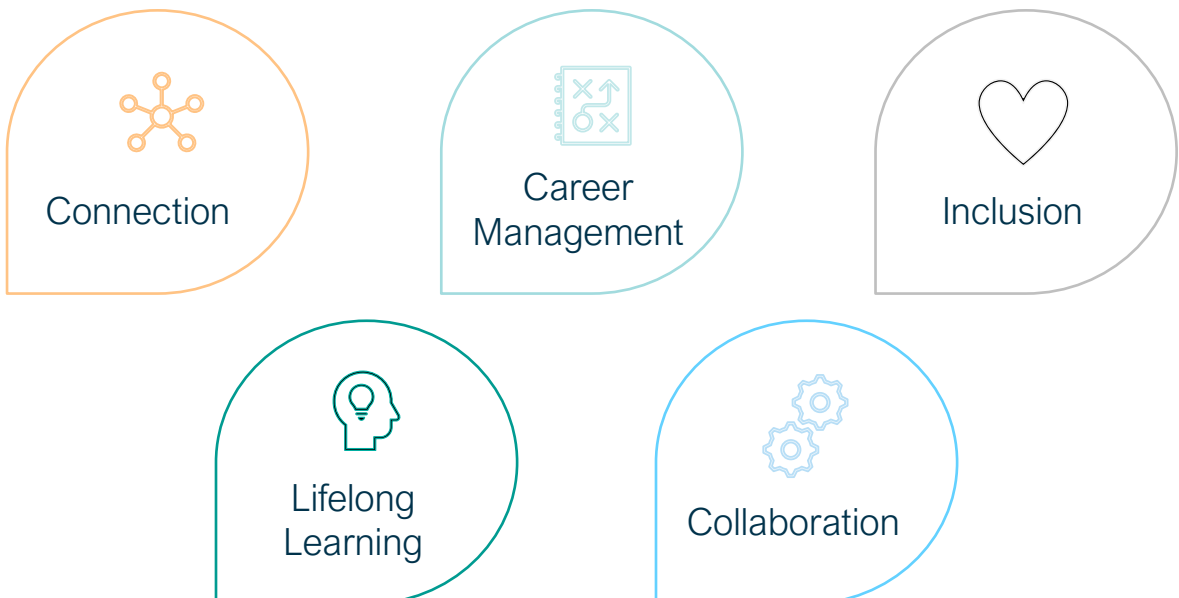 Connection
Career
Management
Inclusion
Lifelong
Learning
Collaboration